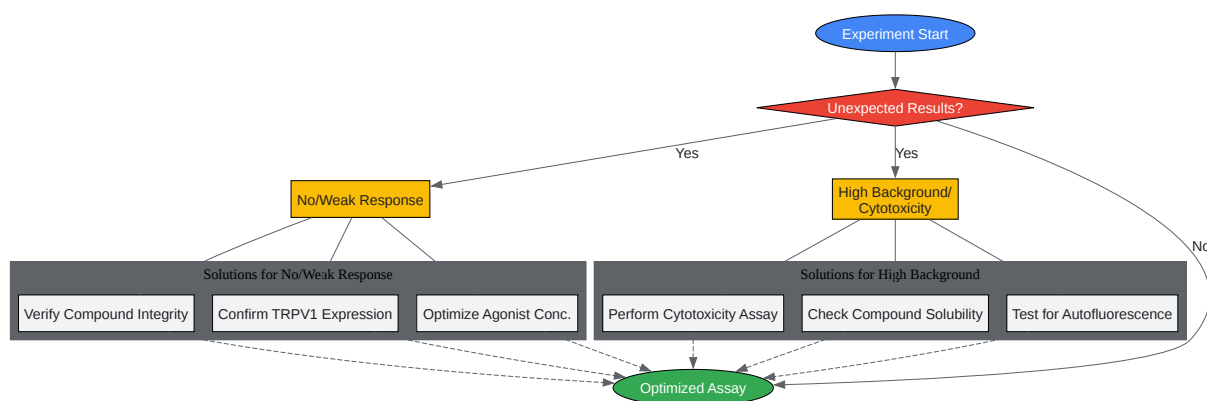 Experiment Start
Unexpected Results?
Yes
Yes
No
No/Weak Response
High Background/
Cytotoxicity
Solutions for No/Weak Response
Solutions for High Background
Verify Compound Integrity
Confirm TRPV1 Expression
Optimize Agonist Conc.
Perform Cytotoxicity Assay
Check Compound Solubility
Test for Autofluorescence
Optimized Assay